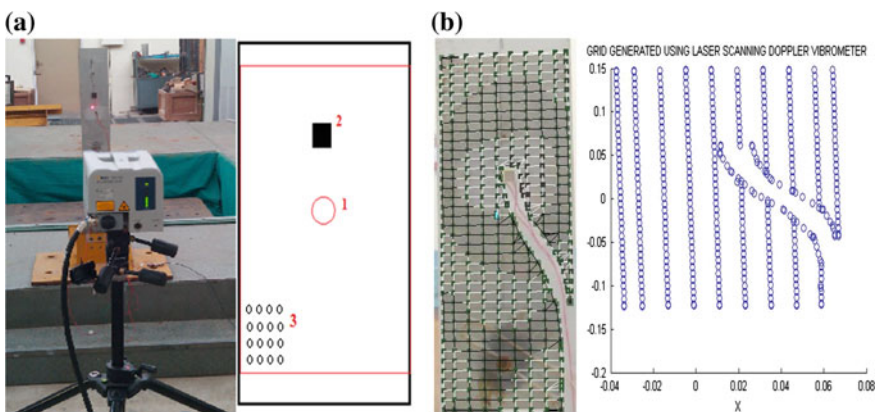 (a)
2
1
3
(b)
GRID GENERATED USING LASER SCANNING DOPPLER VIBROMETER
0.15
0.1
0.05
0
-0.05
-0.1
-0.15
-0.2
-0.04 -0.02 0 0.02 0.04 0.06 0.08
X